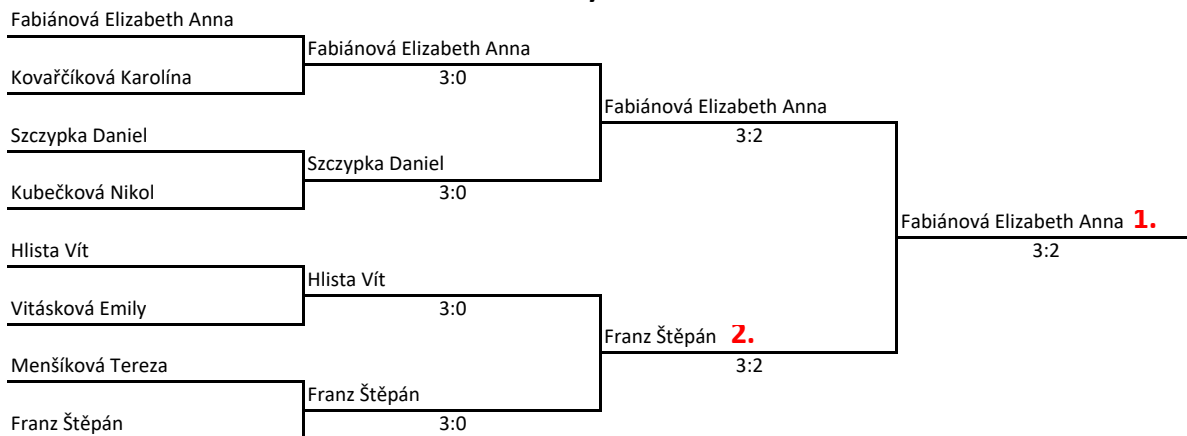 Fabiánová Elizabeth Anna
Fabiánová Elizabeth Anna
Kovařčíková Karolína
3:0
Fabiánová Elizabeth Anna
Szczypka Daniel
3:2
Szczypka Daniel
Kubečková Nikol
3:0
Fabiánová Elizabeth Anna 1.
Hlista Vít
3:2
Hlista Vít
Vitásková Emily
3:0
Franz Štěpán 2.
Menšíková Tereza
3:2
Franz Štěpán
Franz Štěpán
3:0